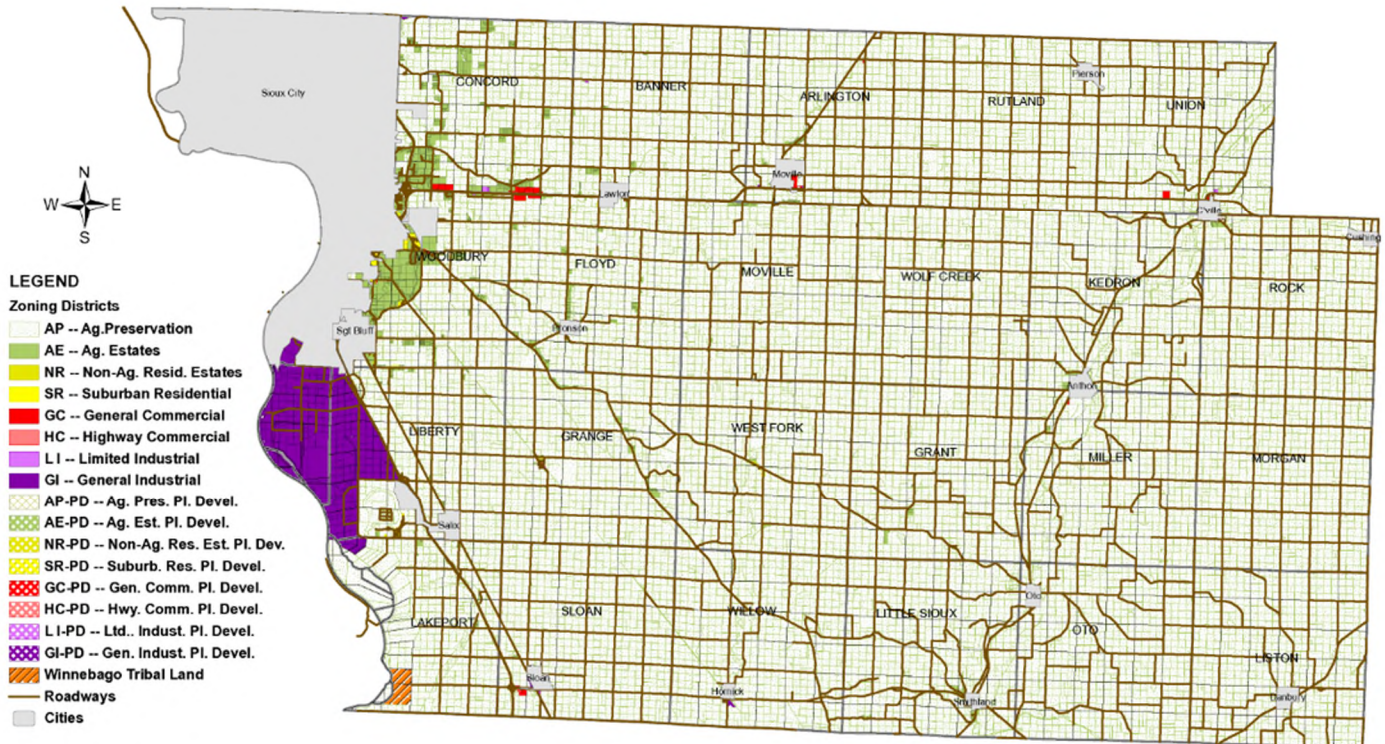 Sioux City
CONCORD
BANNER
ARLINGTON
RUTLAND
Pierson
UNION
N
W E
S
Moville
Lawton
C'ville
Cushing
WOODBURY
FLOYD
MOVILLE
WOLF CREEK
KEDRON
ROCK
LEGEND
Zoning Districts
AP -- Ag.Preservation
AE -- Ag. Estates
NR -- Non-Ag. Resid. Estates
SR -- Suburban Residential
GC -- General Commercial
HC -- Highway Commercial
L I -- Limited Industrial
GI -- General Industrial
AP-PD -- Ag. Pres. Pl. Devel.
AE-PD -- Ag. Est. Pl. Devel.
NR-PD -- Non-Ag. Res. Est. Pl. Dev.
SR-PD -- Suburb. Res. Pl. Devel.
GC-PD -- Gen. Comm. Pl. Devel.
HC-PD -- Hwy. Comm. Pl. Devel.
L I-PD -- Ltd.. Indust. Pl. Devel.
GI-PD -- Gen. Indust. Pl. Devel.
Winnebago Tribal Land
Roadways
Cities
Sgt Bluff
Bronson
Anthon
LIBERTY
GRANGE
WEST FORK
GRANT
MILLER
MORGAN
Salix
Oto
LAKEPORT
SLOAN
WILLOW
LITTLE SIOUX
OTO
LISTON
Sloan
Hornick
Smithland
Danbury